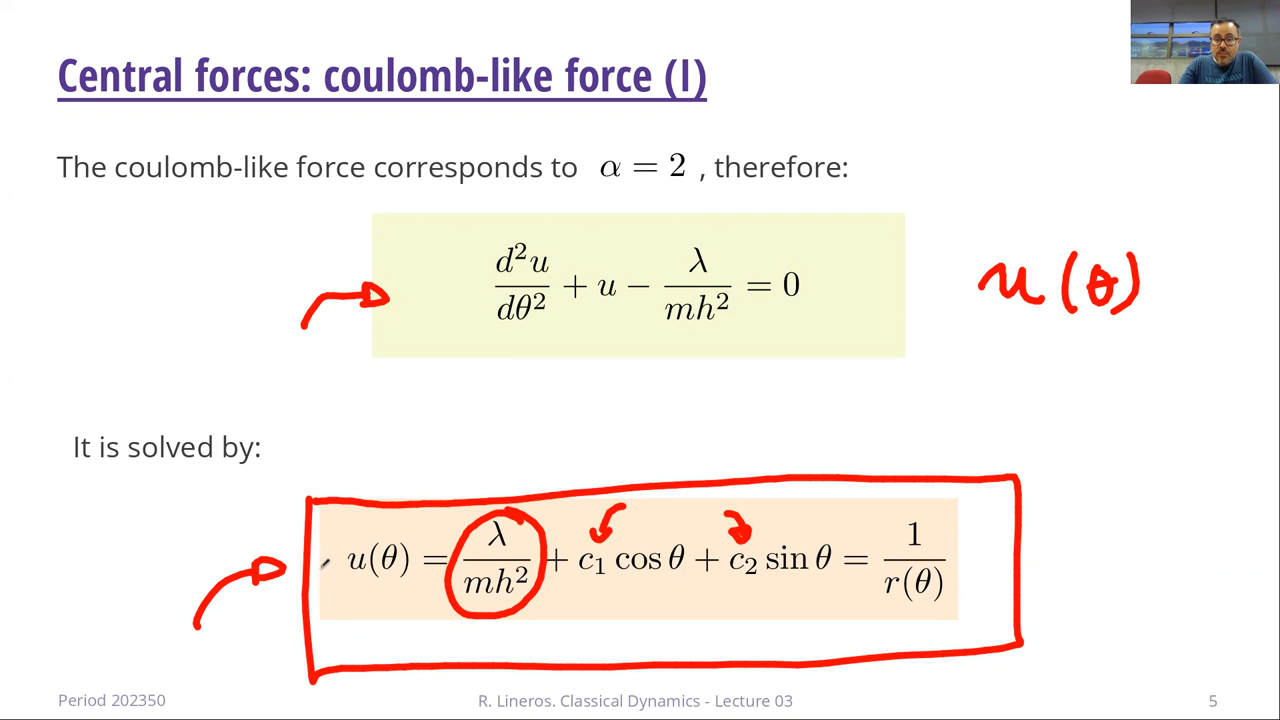 Central forces: coulomb-like force (I)
The coulomb-like force corresponds to α = 2 , therefore:
d²u/dθ² + u − λ/mh² = 0
u(θ)
It is solved by:
u(θ) = λ/mh² + c₁ cos θ + c₂ sin θ = 1/r(θ)
Period 202350
R. Lineros. Classical Dynamics - Lecture 03
5